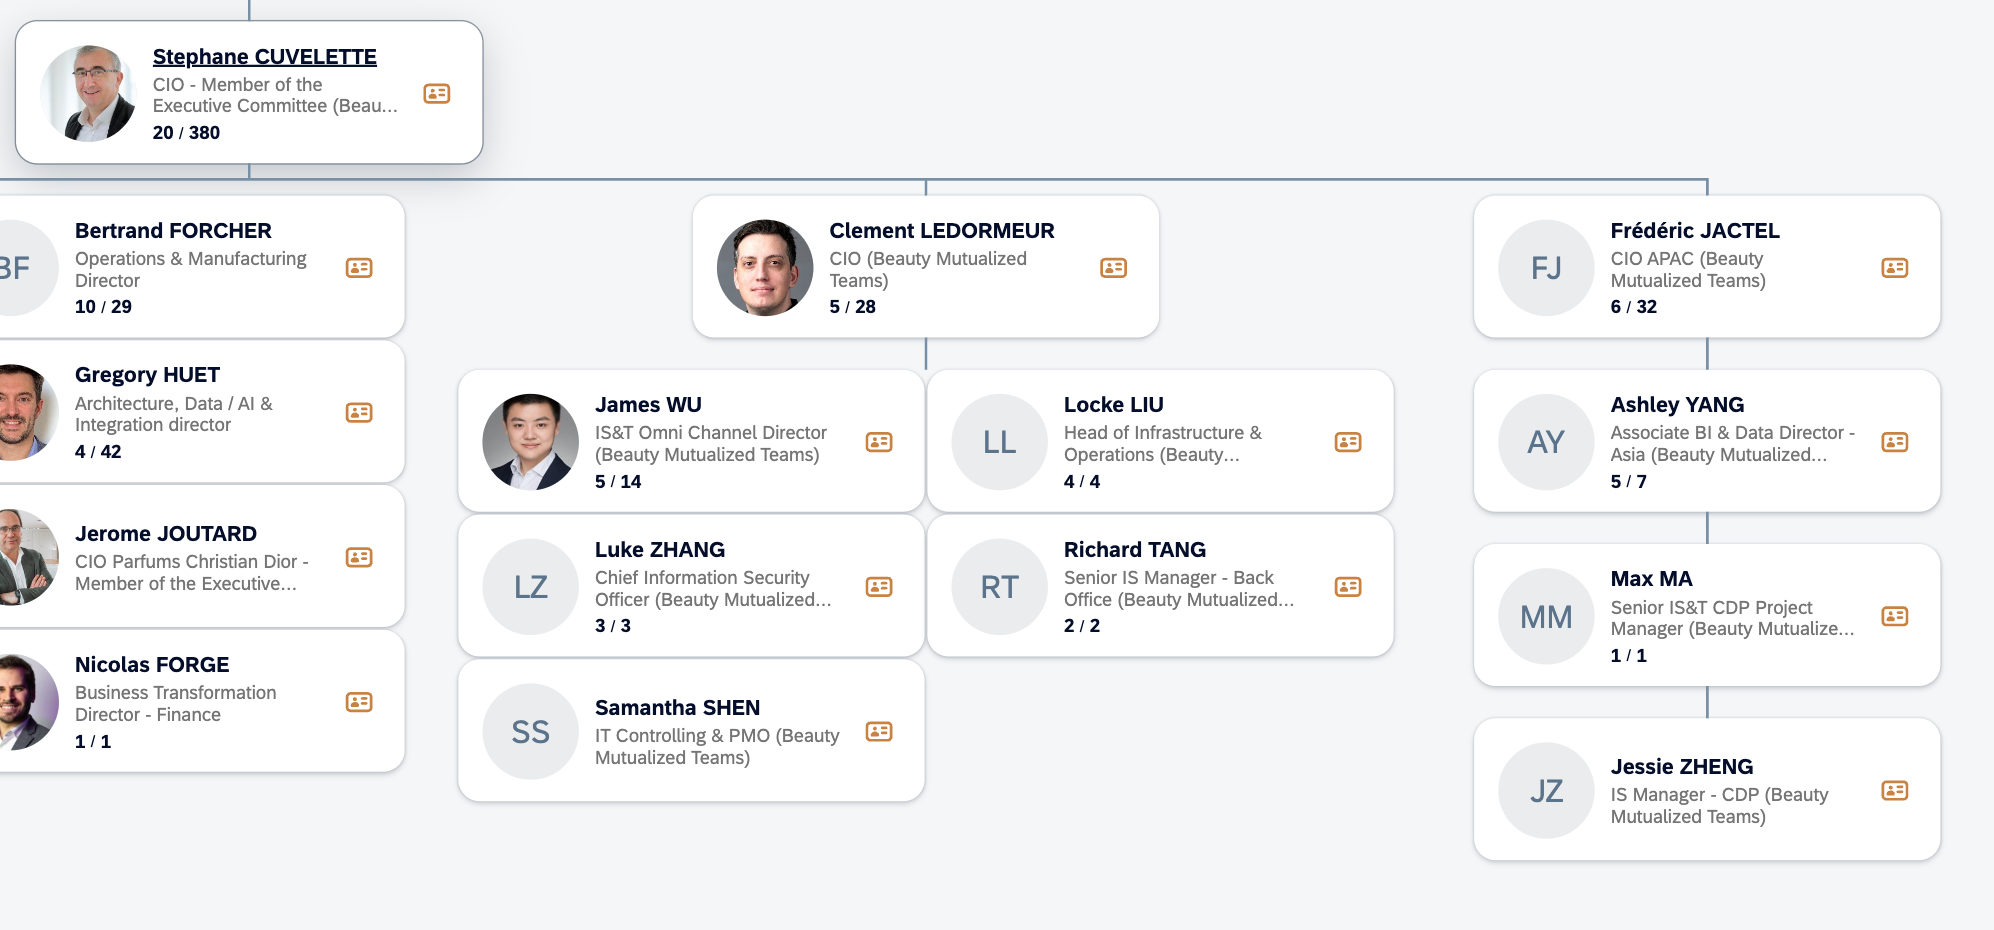 Stephane CUVELETTE
CIO - Member of the
Executive Committee (Beau...
20 / 380
BF
Bertrand FORCHER
Operations & Manufacturing
Director
10 / 29
Gregory HUET
Architecture, Data / AI &
Integration director
4 / 42
Jerome JOUTARD
CIO Parfums Christian Dior -
Member of the Executive...
Nicolas FORGE
Business Transformation
Director - Finance
1 / 1
Clement LEDORMEUR
CIO (Beauty Mutualized
Teams)
5 / 28
James WU
IS&T Omni Channel Director
(Beauty Mutualized Teams)
5 / 14
LZ
Luke ZHANG
Chief Information Security
Officer (Beauty Mutualized...
3 / 3
SS
Samantha SHEN
IT Controlling & PMO (Beauty
Mutualized Teams)
LL
Locke LIU
Head of Infrastructure &
Operations (Beauty...
4 / 4
RT
Richard TANG
Senior IS Manager - Back
Office (Beauty Mutualized...
2 / 2
FJ
Frédéric JACTEL
CIO APAC (Beauty
Mutualized Teams)
6 / 32
AY
Ashley YANG
Associate BI & Data Director -
Asia (Beauty Mutualized...
5 / 7
MM
Max MA
Senior IS&T CDP Project
Manager (Beauty Mutualize...
1 / 1
JZ
Jessie ZHENG
IS Manager - CDP (Beauty
Mutualized Teams)